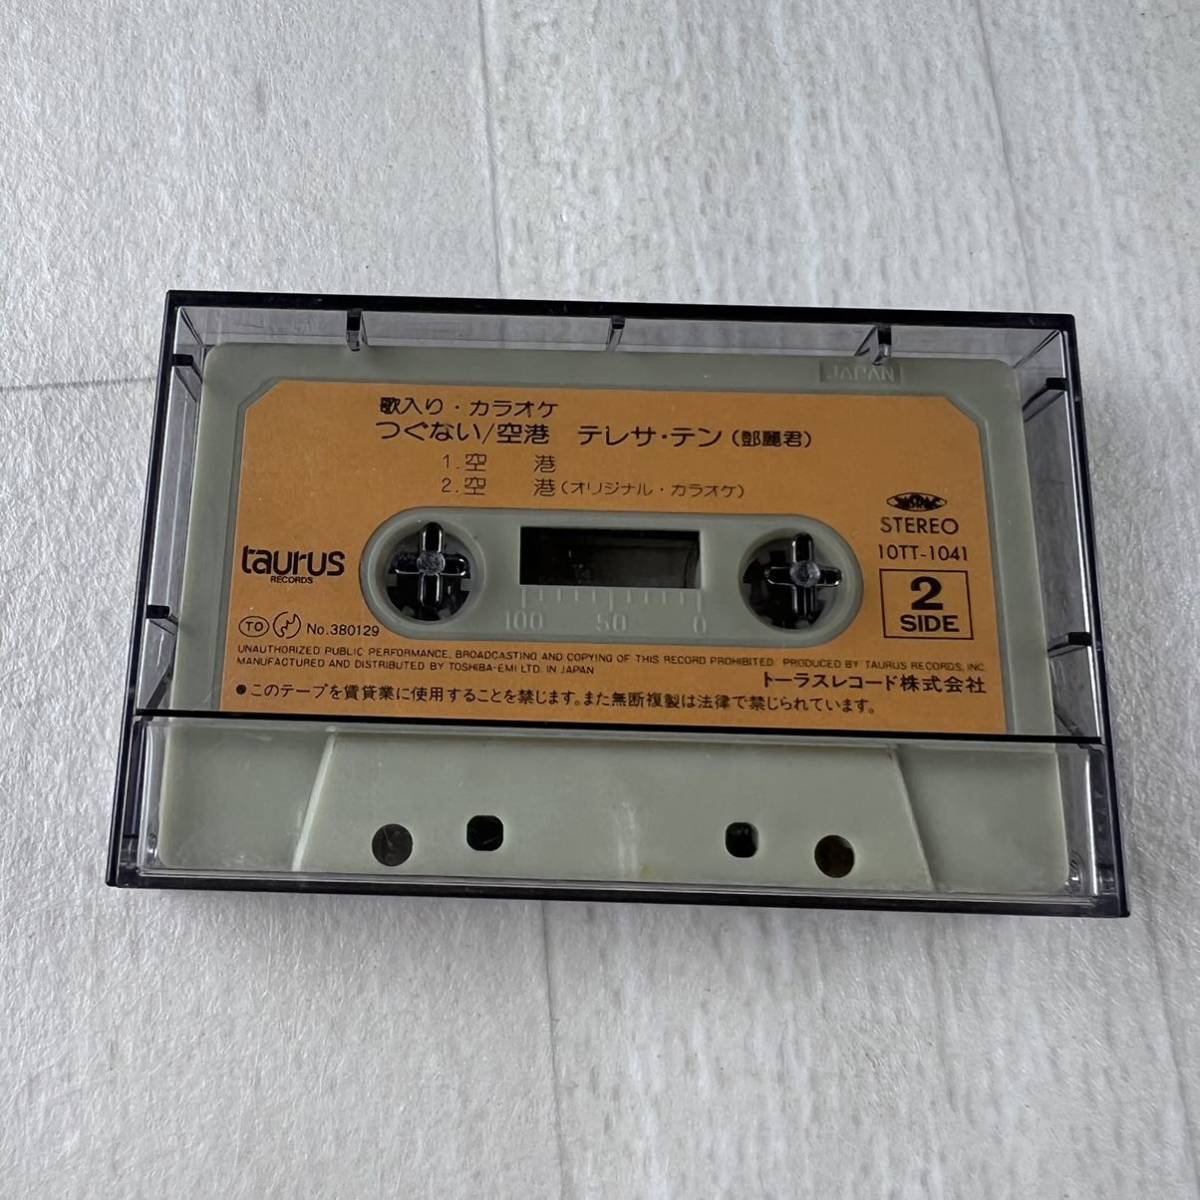 JAPAN
歌入り・カラオケ
つぐない/空港 テレサ・テン(鄧麗君)
1. 空 港
2. 空 港(オリジナル・カラオケ)
JASRAC
STEREO
10TT-1041
2
SIDE
taurus
RECORDS
100 50 0
TO No.380129
UNAUTHORIZED PUBLIC PERFORMANCE, BROADCASTING AND COPYING OF THIS RECORD PROHIBITED. PRODUCED BY TAURUS RECORDS, INC.
MANUFACTURED AND DISTRIBUTED BY TOSHIBA-EMI LTD. IN JAPAN
トーラスレコード株式会社
●このテープを賃貸業に使用することを禁じます。また無断複製は法律で禁じられています。